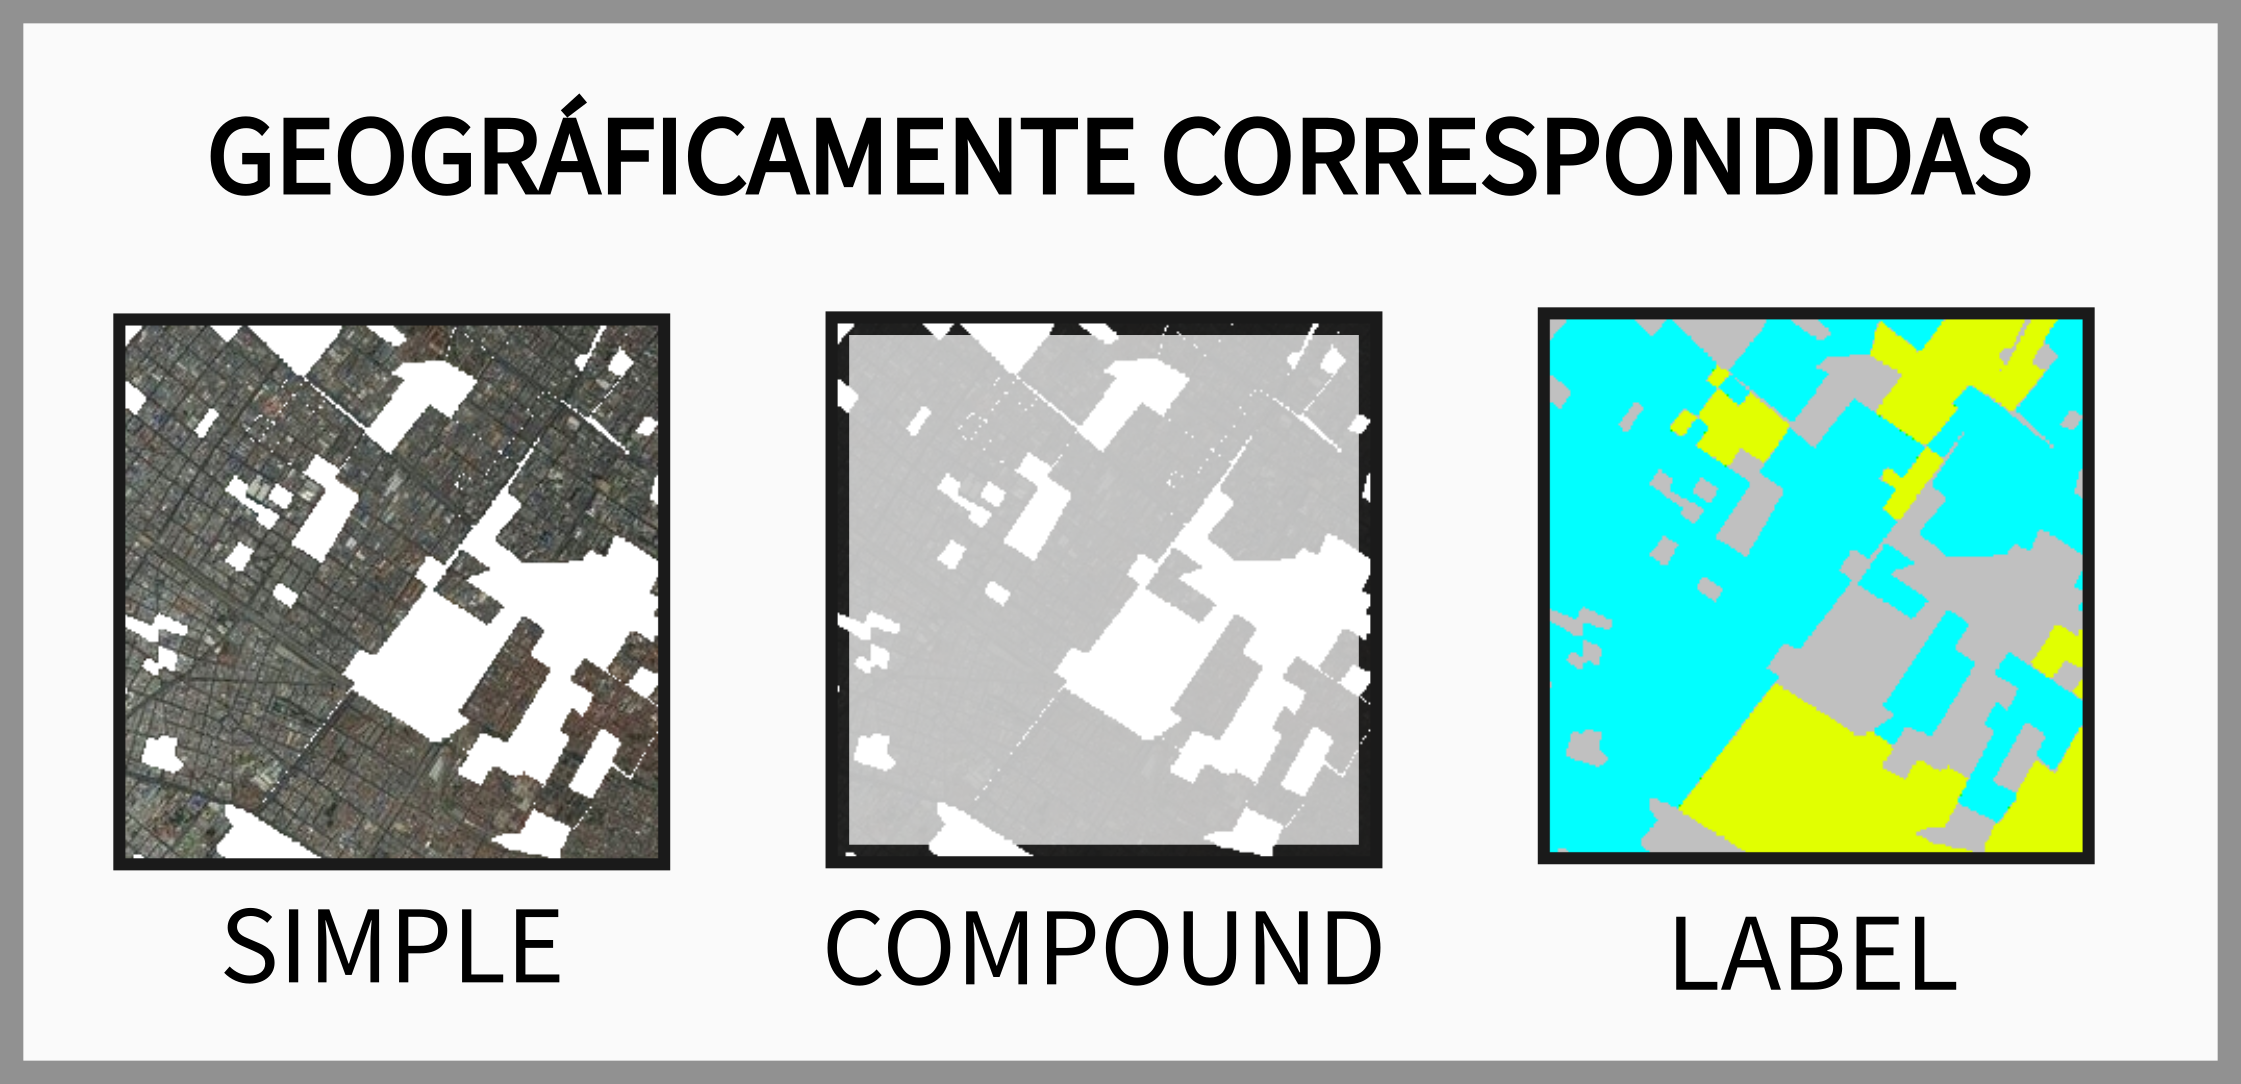 GEOGRÁFICAMENTE CORRESPONDIDAS
SIMPLE
COMPOUND
LABEL